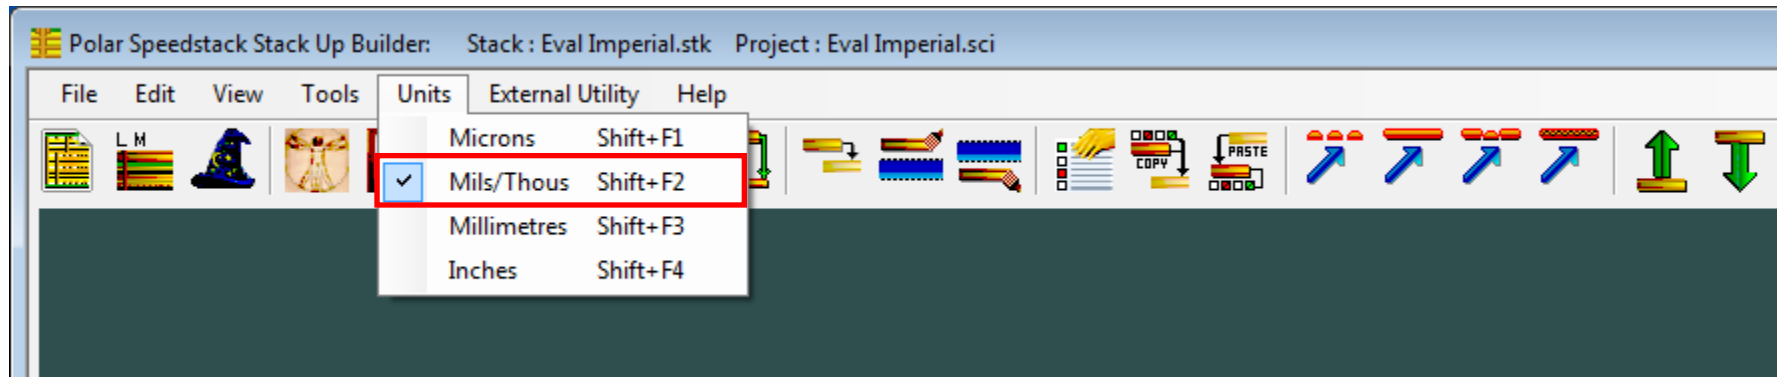 Polar Speedstack Stack Up Builder: Stack : Eval Imperial.stk Project : Eval Imperial.sci
File Edit View Tools Units External Utility Help
L M
COPY
PASTE
Microns Shift+F1
Mils/Thous Shift+F2
Millimetres Shift+F3
Inches Shift+F4